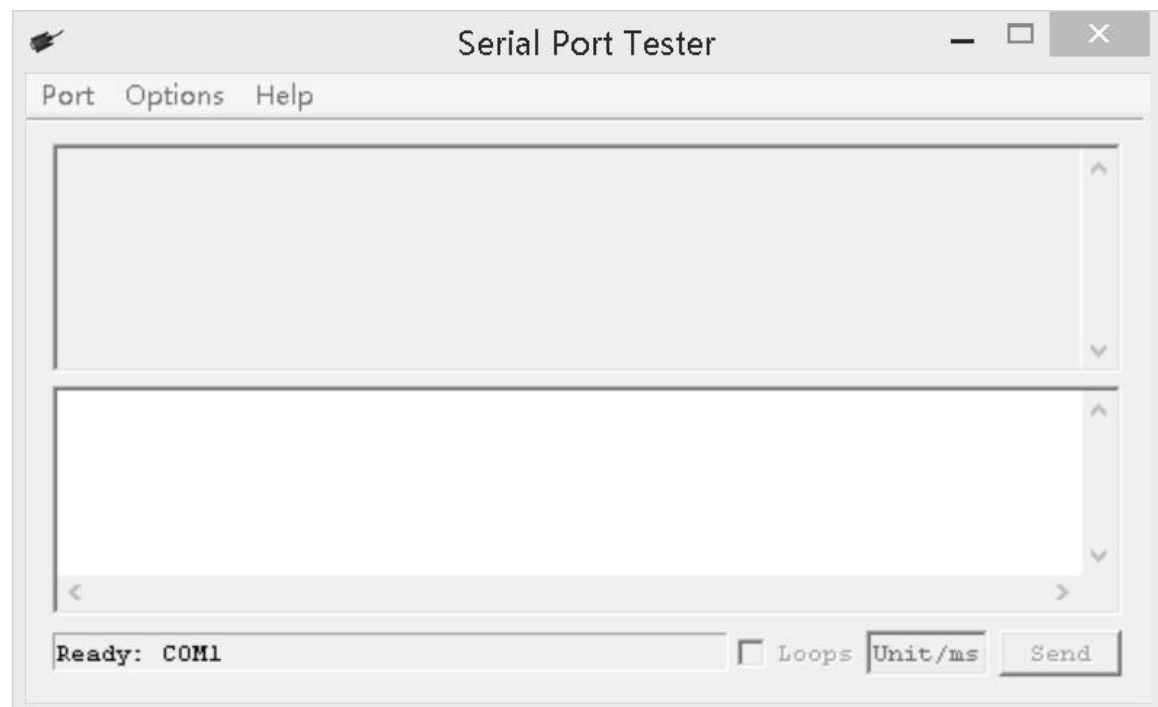 Serial Port Tester
Port Options Help
Ready: COM1 Loops Unit/ms Send